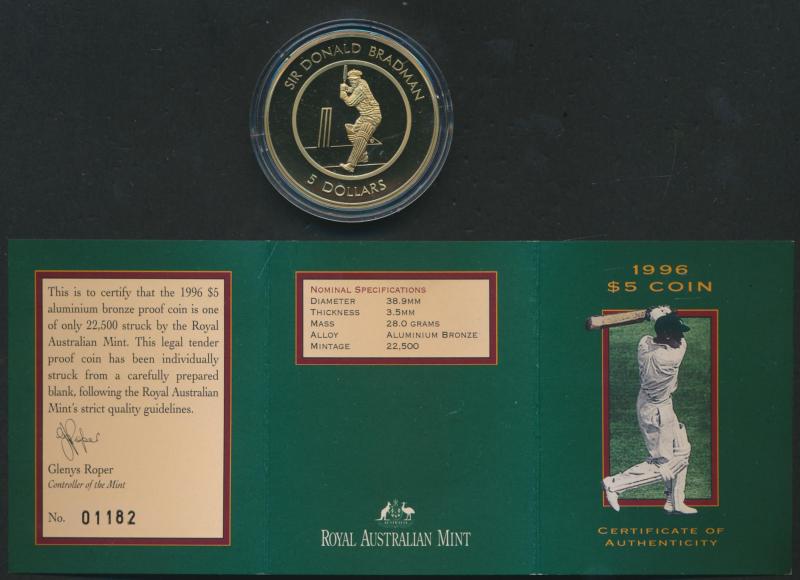 SIR DONALD BRADMAN
5 DOLLARS
This is to certify that the 1996 $5
aluminium bronze proof coin is one
of only 22,500 struck by the Royal
Australian Mint. This legal tender
proof coin has been individually
struck from a carefully prepared
blank, following the Royal Australian
Mint's strict quality guidelines.
Glenys Roper
Controller of the Mint
No. 01182
NOMINAL SPECIFICATIONS
DIAMETER 38.9MM
THICKNESS 3.5MM
MASS 28.0 GRAMS
ALLOY ALUMINIUM BRONZE
MINTAGE 22,500
ROYAL AUSTRALIAN MINT
1996
$5 COIN
CERTIFICATE OF
AUTHENTICITY